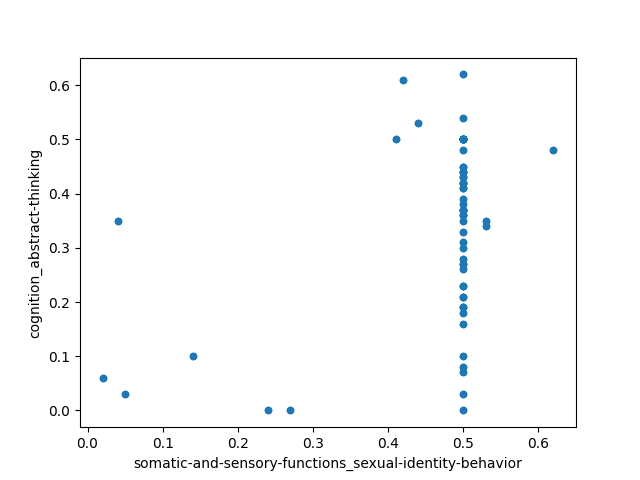 cognition_abstract-thinking
0.6
0.5
0.4
0.3
0.2
0.1
0.0
0.0 0.1 0.2 0.3 0.4 0.5 0.6
somatic-and-sensory-functions_sexual-identity-behavior